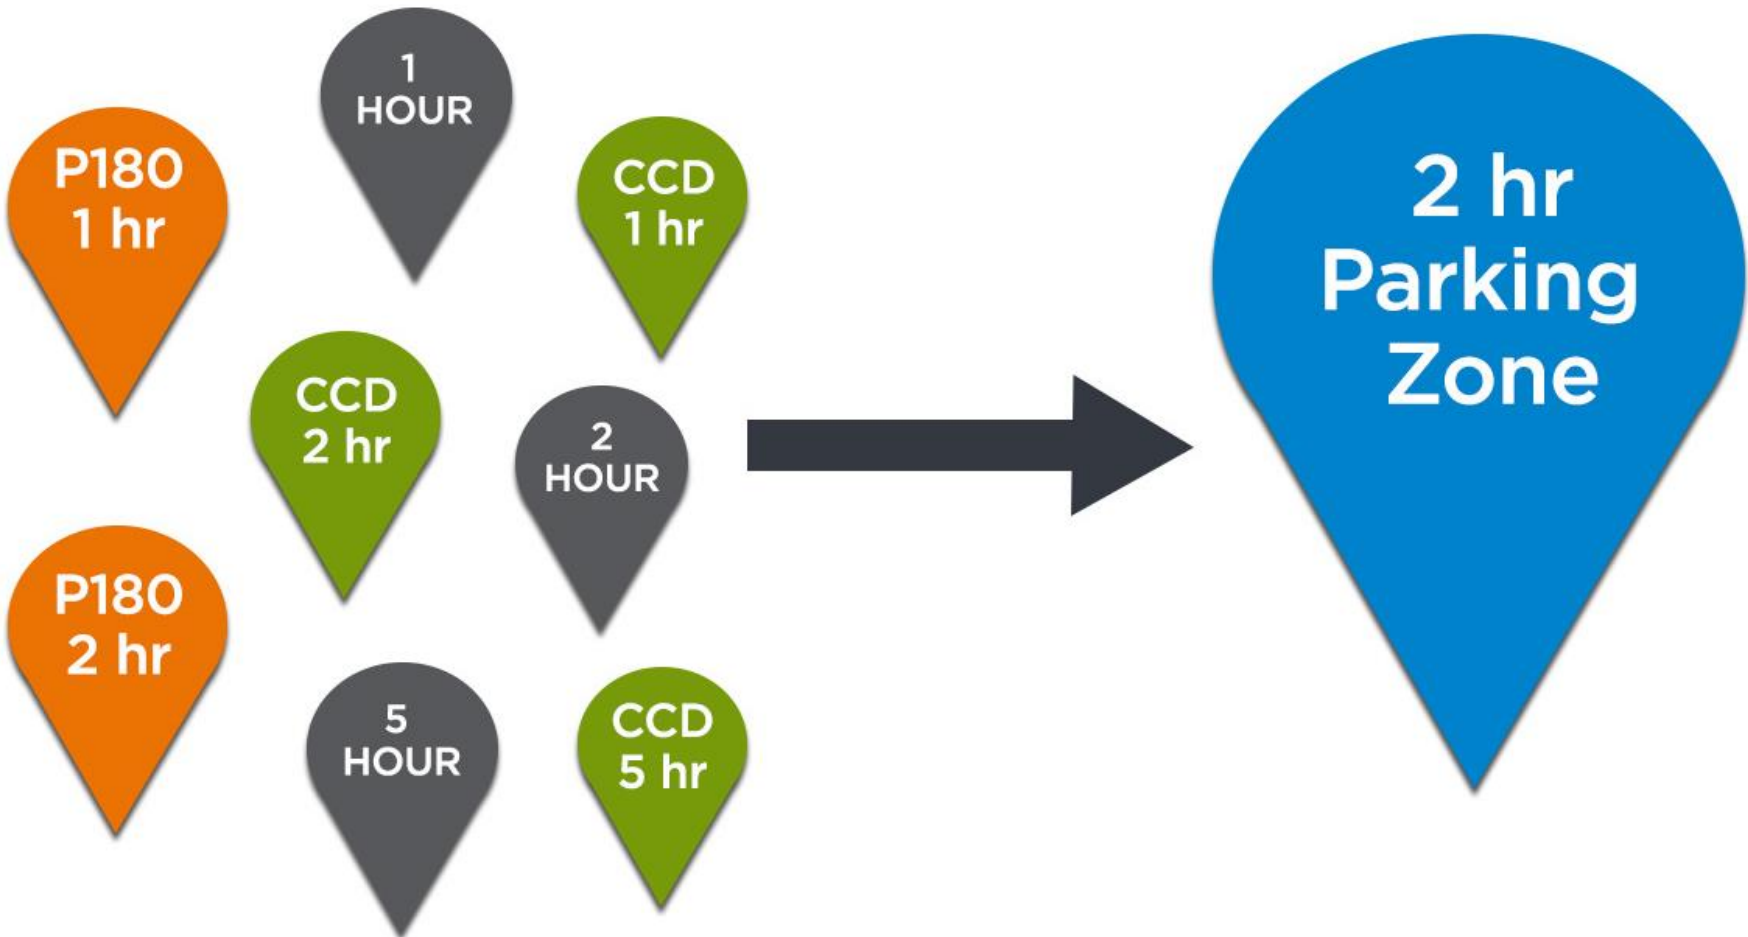 1
HOUR
P180
1 hr
CCD
1 hr
CCD
2 hr
2
HOUR
P180
2 hr
5
HOUR
CCD
5 hr
2 hr
Parking
Zone